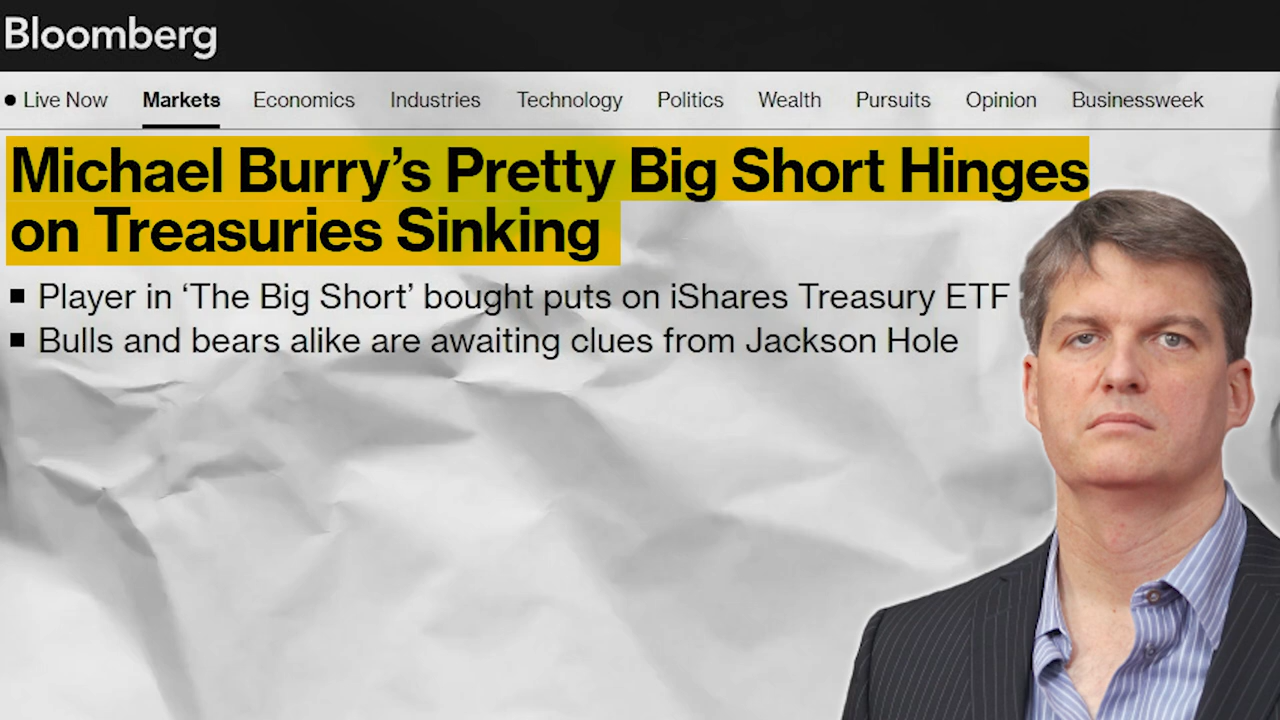 Bloomberg
Live Now Markets Economics Industries Technology Politics Wealth Pursuits Opinion Businessweek
Michael Burry’s Pretty Big Short Hinges
on Treasuries Sinking
Player in ‘The Big Short’ bought puts on iShares Treasury ETF
Bulls and bears alike are awaiting clues from Jackson Hole